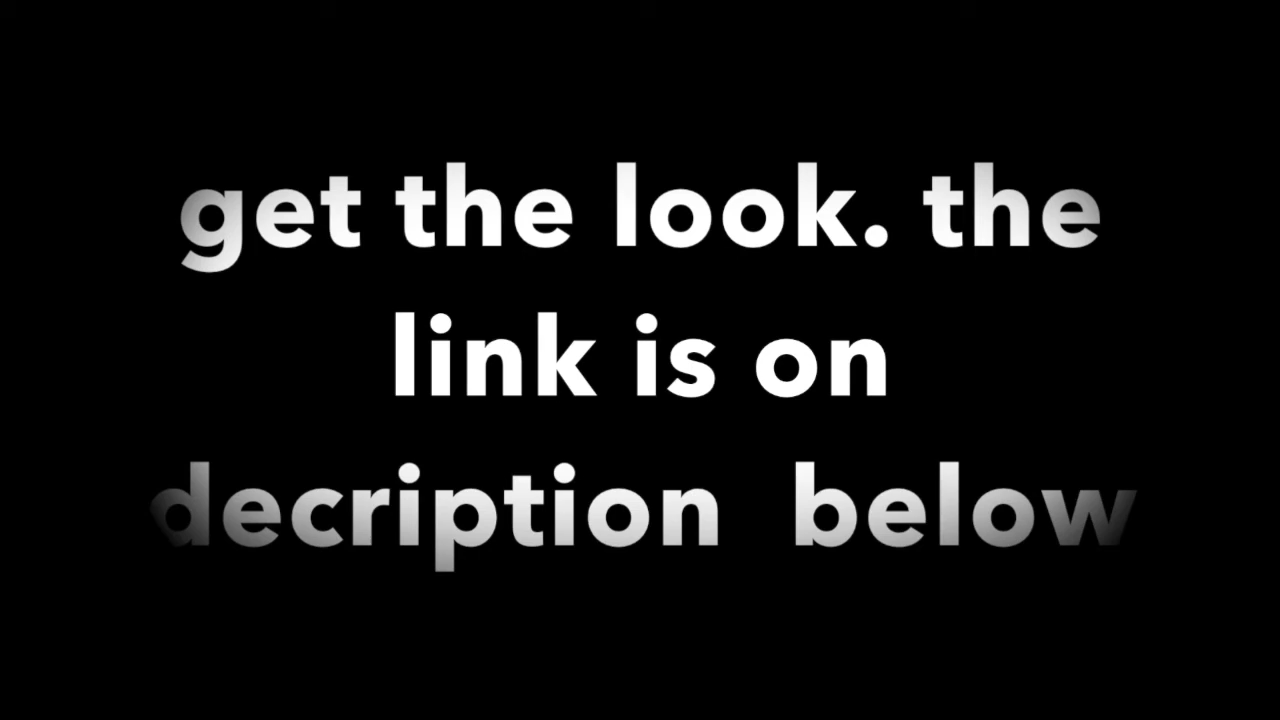 get the look. the
link is on
decription  below